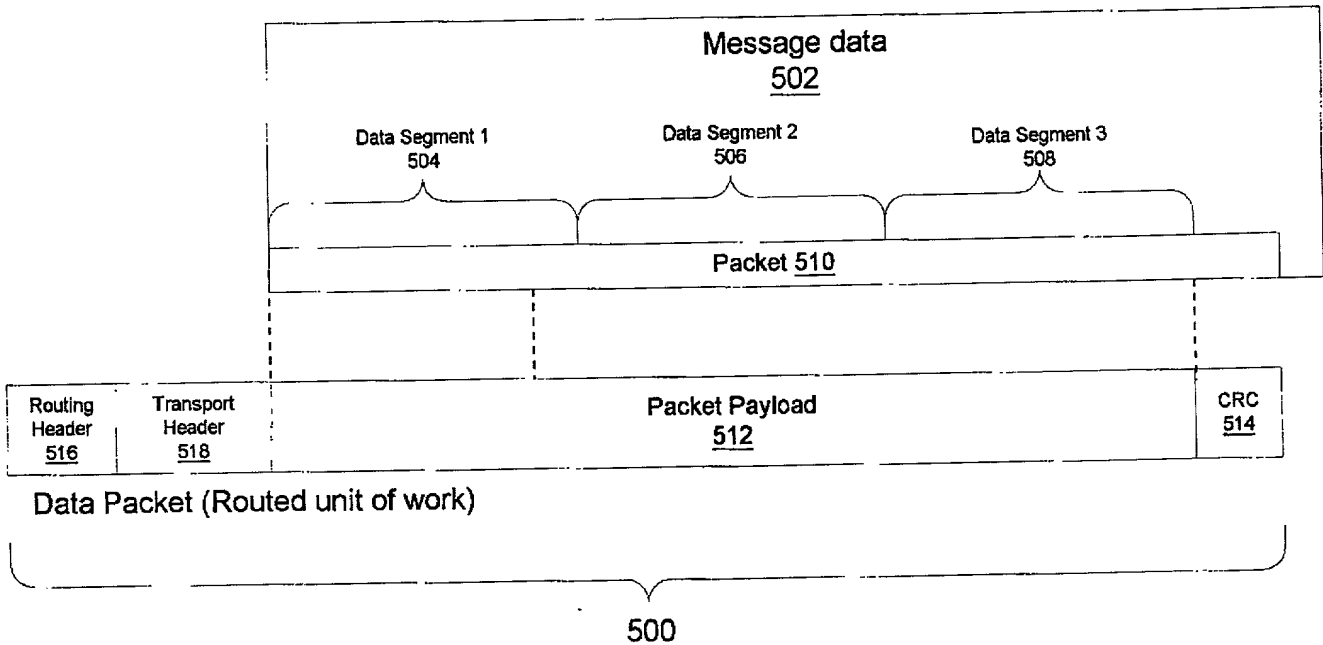 Message data
502
Data Segment 1
504
Data Segment 2
506
Data Segment 3
508
Packet 510
Routing
Header
516
Transport
Header
518
Packet Payload
512
CRC
514
Data Packet (Routed unit of work)
500